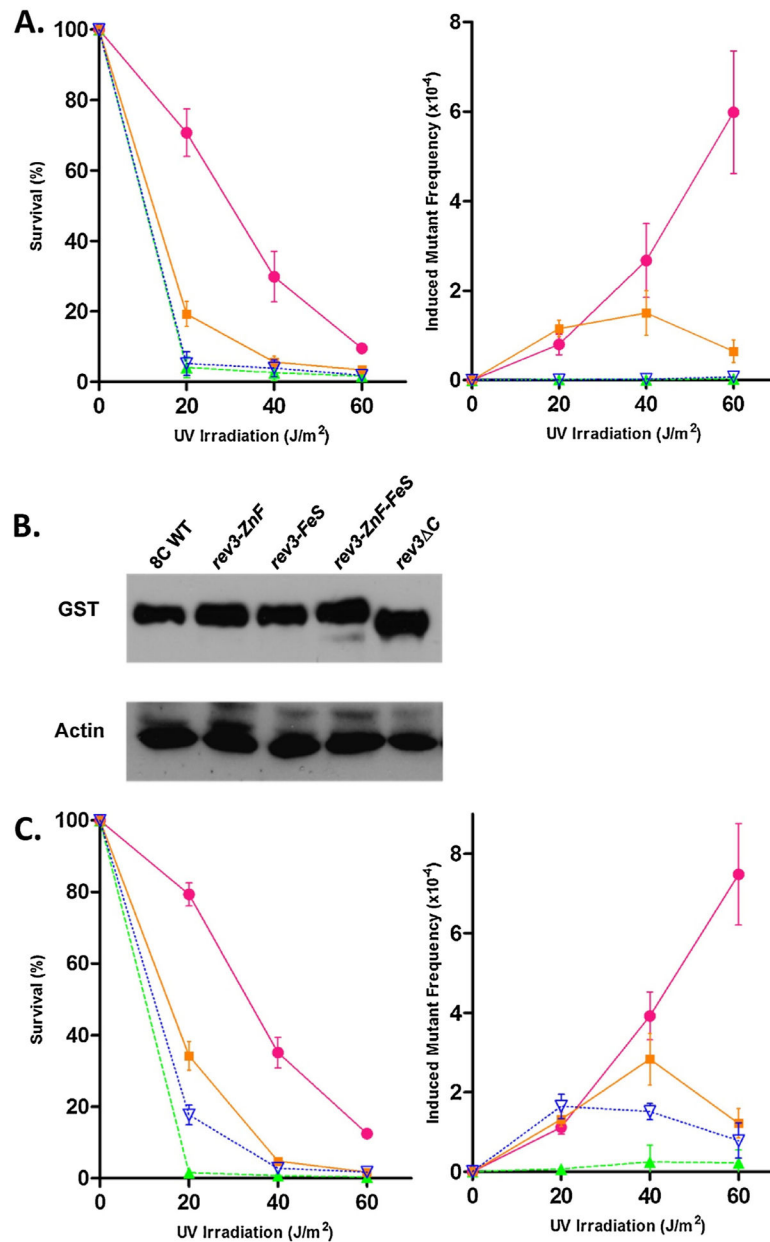 A.
100
80
60
40
20
0
Survival (%)
0 20 40 60
UV Irradiation (J/m²)
8
6
4
2
0
Induced Mutant Frequency (x10⁻⁴)
0 20 40 60
UV Irradiation (J/m²)
B.
8C WT
rev3-ZnF
rev3-FeS
rev3-ZnF-FeS
rev3ΔC
GST
Actin
C.
100
80
60
40
20
0
Survival (%)
0 20 40 60
UV Irradiation (J/m²)
8
6
4
2
0
Induced Mutant Frequency (x10⁻⁴)
0 20 40 60
UV Irradiation (J/m²)